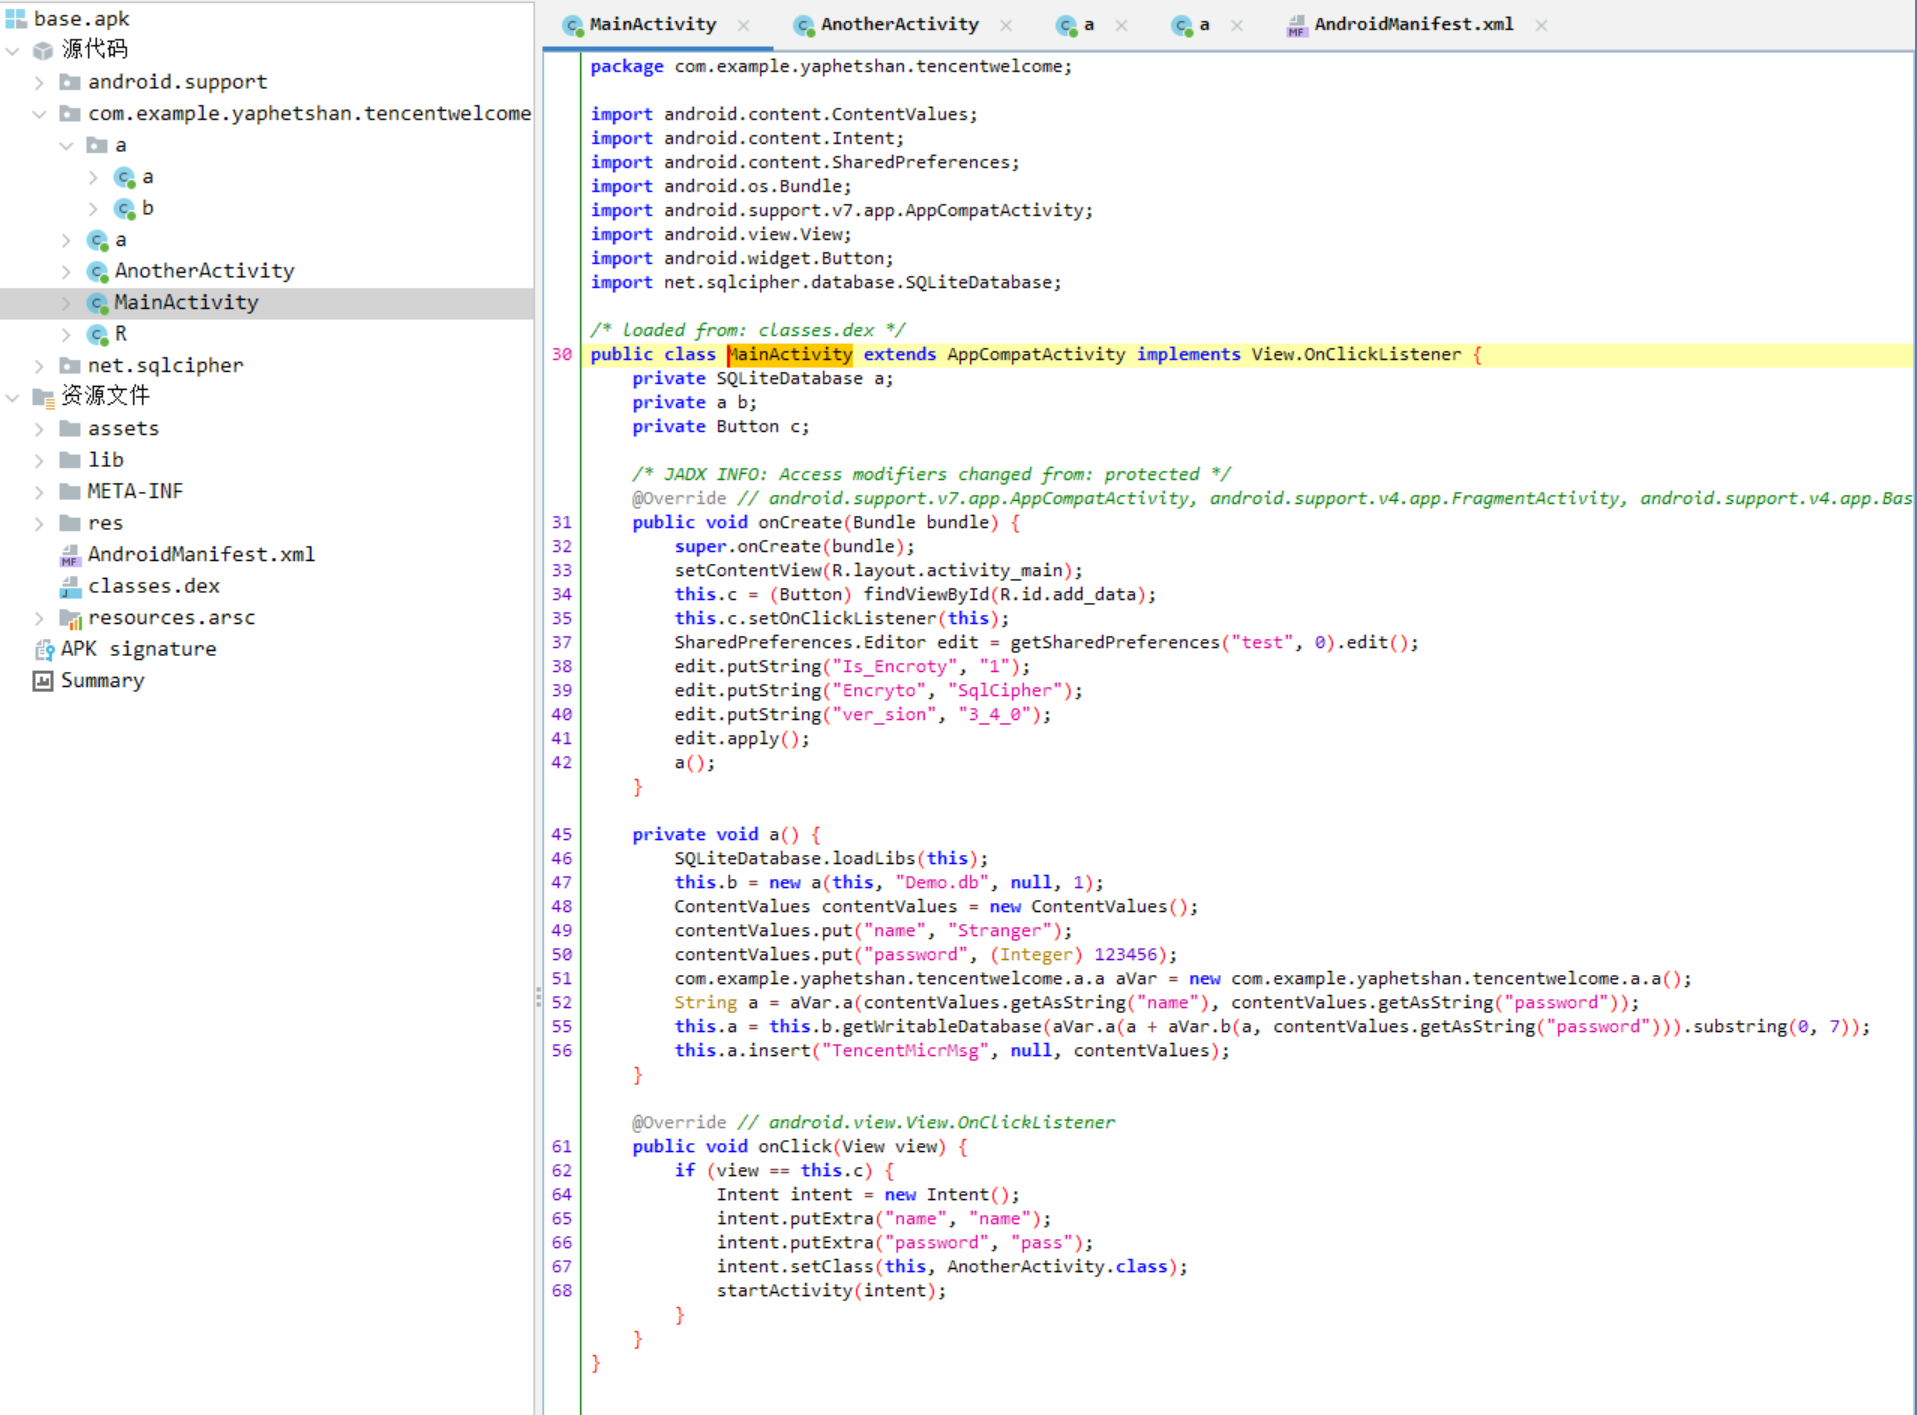 base.apk
源代码
android.support
com.example.yaphetshan.tencentwelcome
a
a
b
a
AnotherActivity
MainActivity
R
net.sqlcipher
资源文件
assets
lib
META-INF
res
AndroidManifest.xml
classes.dex
resources.arsc
APK signature
Summary
MainActivity × AnotherActivity × a × a × AndroidManifest.xml ×
package com.example.yaphetshan.tencentwelcome;
import android.content.ContentValues;
import android.content.Intent;
import android.content.SharedPreferences;
import android.os.Bundle;
import android.support.v7.app.AppCompatActivity;
import android.view.View;
import android.widget.Button;
import net.sqlcipher.database.SQLiteDatabase;
/* loaded from: classes.dex */
30 public class MainActivity extends AppCompatActivity implements View.OnClickListener {
private SQLiteDatabase a;
private a b;
private Button c;
/* JADX INFO: Access modifiers changed from: protected */
@Override // android.support.v7.app.AppCompatActivity, android.support.v4.app.FragmentActivity, android.support.v4.app.Bas
31 public void onCreate(Bundle bundle) {
32 super.onCreate(bundle);
33 setContentView(R.layout.activity_main);
34 this.c = (Button) findViewById(R.id.add_data);
35 this.c.setOnClickListener(this);
37 SharedPreferences.Editor edit = getSharedPreferences("test", 0).edit();
38 edit.putString("Is_Encroty", "1");
39 edit.putString("Encryto", "SqlCipher");
40 edit.putString("ver_sion", "3_4_0");
41 edit.apply();
42 a();
}
45 private void a() {
46 SQLiteDatabase.loadLibs(this);
47 this.b = new a(this, "Demo.db", null, 1);
48 ContentValues contentValues = new ContentValues();
49 contentValues.put("name", "Stranger");
50 contentValues.put("password", (Integer) 123456);
51 com.example.yaphetshan.tencentwelcome.a.a aVar = new com.example.yaphetshan.tencentwelcome.a.a();
52 String a = aVar.a(contentValues.getAsString("name"), contentValues.getAsString("password"));
55 this.a = this.b.getWritableDatabase(aVar.a(a + aVar.b(a, contentValues.getAsString("password"))).substring(0, 7));
56 this.a.insert("TencentMicrMsg", null, contentValues);
}
@Override // android.view.View.OnClickListener
61 public void onClick(View view) {
62 if (view == this.c) {
64 Intent intent = new Intent();
65 intent.putExtra("name", "name");
66 intent.putExtra("password", "pass");
67 intent.setClass(this, AnotherActivity.class);
68 startActivity(intent);
}
}
}